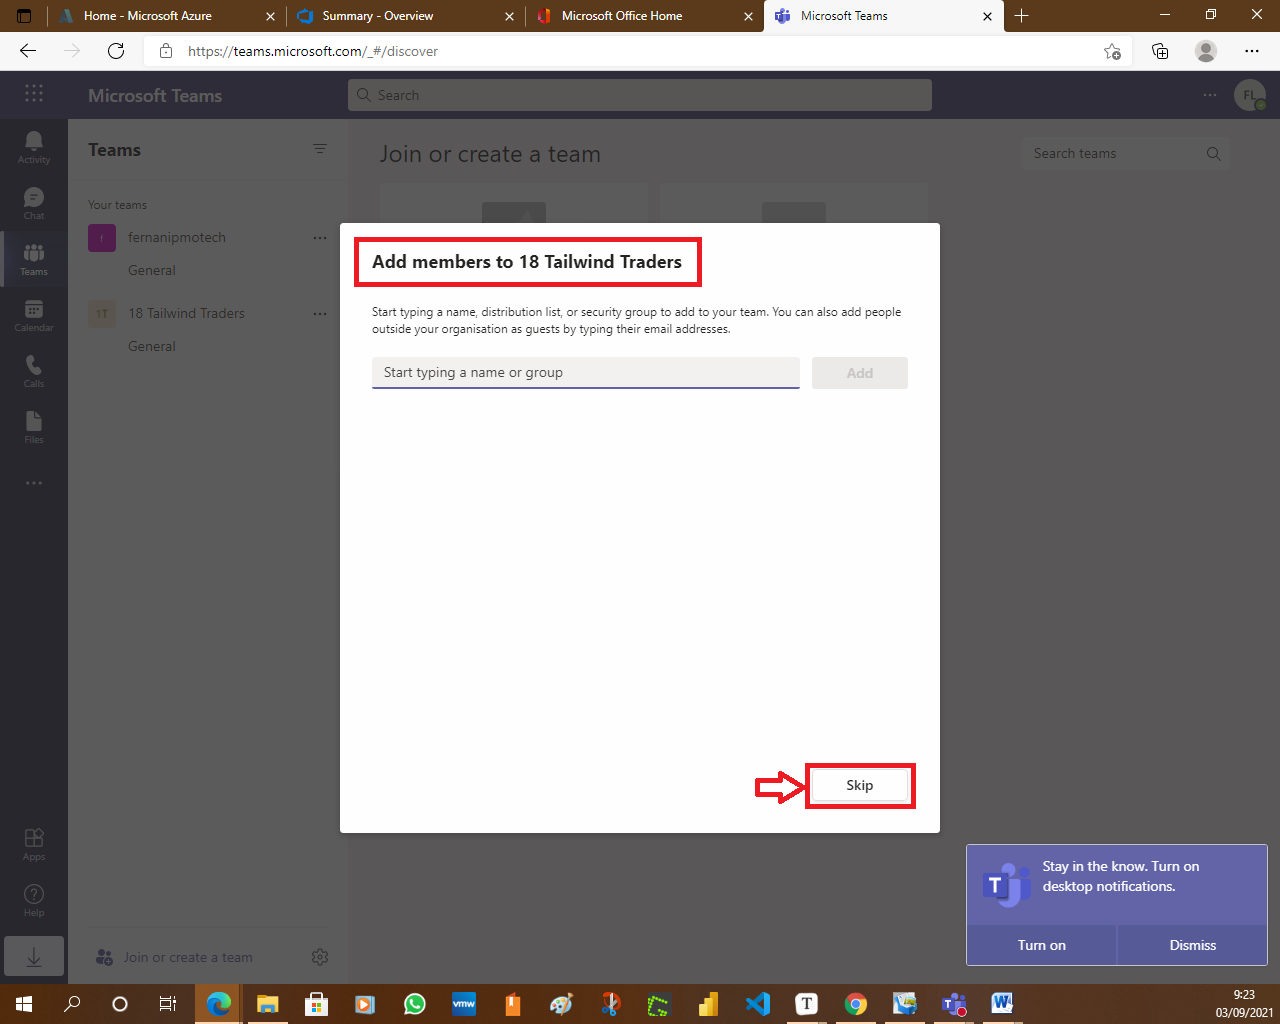 Home - Microsoft Azure
Summary - Overview
Microsoft Office Home
Microsoft Teams
https://teams.microsoft.com/_#/discover
Microsoft Teams
Search
FL
Activity
Chat
Teams
Calendar
Calls
Files
Apps
Help
Teams
Your teams
f
fernanipmotech
General
1T
18 Tailwind Traders
General
Join or create a team
Join or create a team
Search teams
Add members to 18 Tailwind Traders
Start typing a name, distribution list, or security group to add to your team. You can also add people
outside your organisation as guests by typing their email addresses.
Start typing a name or group
Add
Skip
T
Stay in the know. Turn on
desktop notifications.
Turn on
Dismiss
vmw
T
9:23
03/09/2021